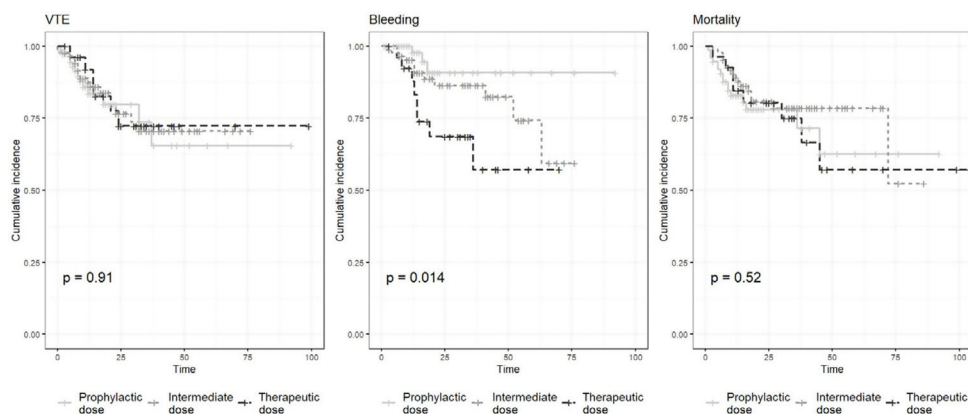 VTE
Cumulative incidence
1.00
0.75
0.50
0.25
0.00
p = 0.91
0 25 50 75 100
Time
Prophylactic dose Intermediate dose Therapeutic dose
Bleeding
Cumulative incidence
1.00
0.75
0.50
0.25
0.00
p = 0.014
0 25 50 75 100
Time
Prophylactic dose Intermediate dose Therapeutic dose
Mortality
Cumulative incidence
1.00
0.75
0.50
0.25
0.00
p = 0.52
0 25 50 75 100
Time
Prophylactic dose Intermediate dose Therapeutic dose